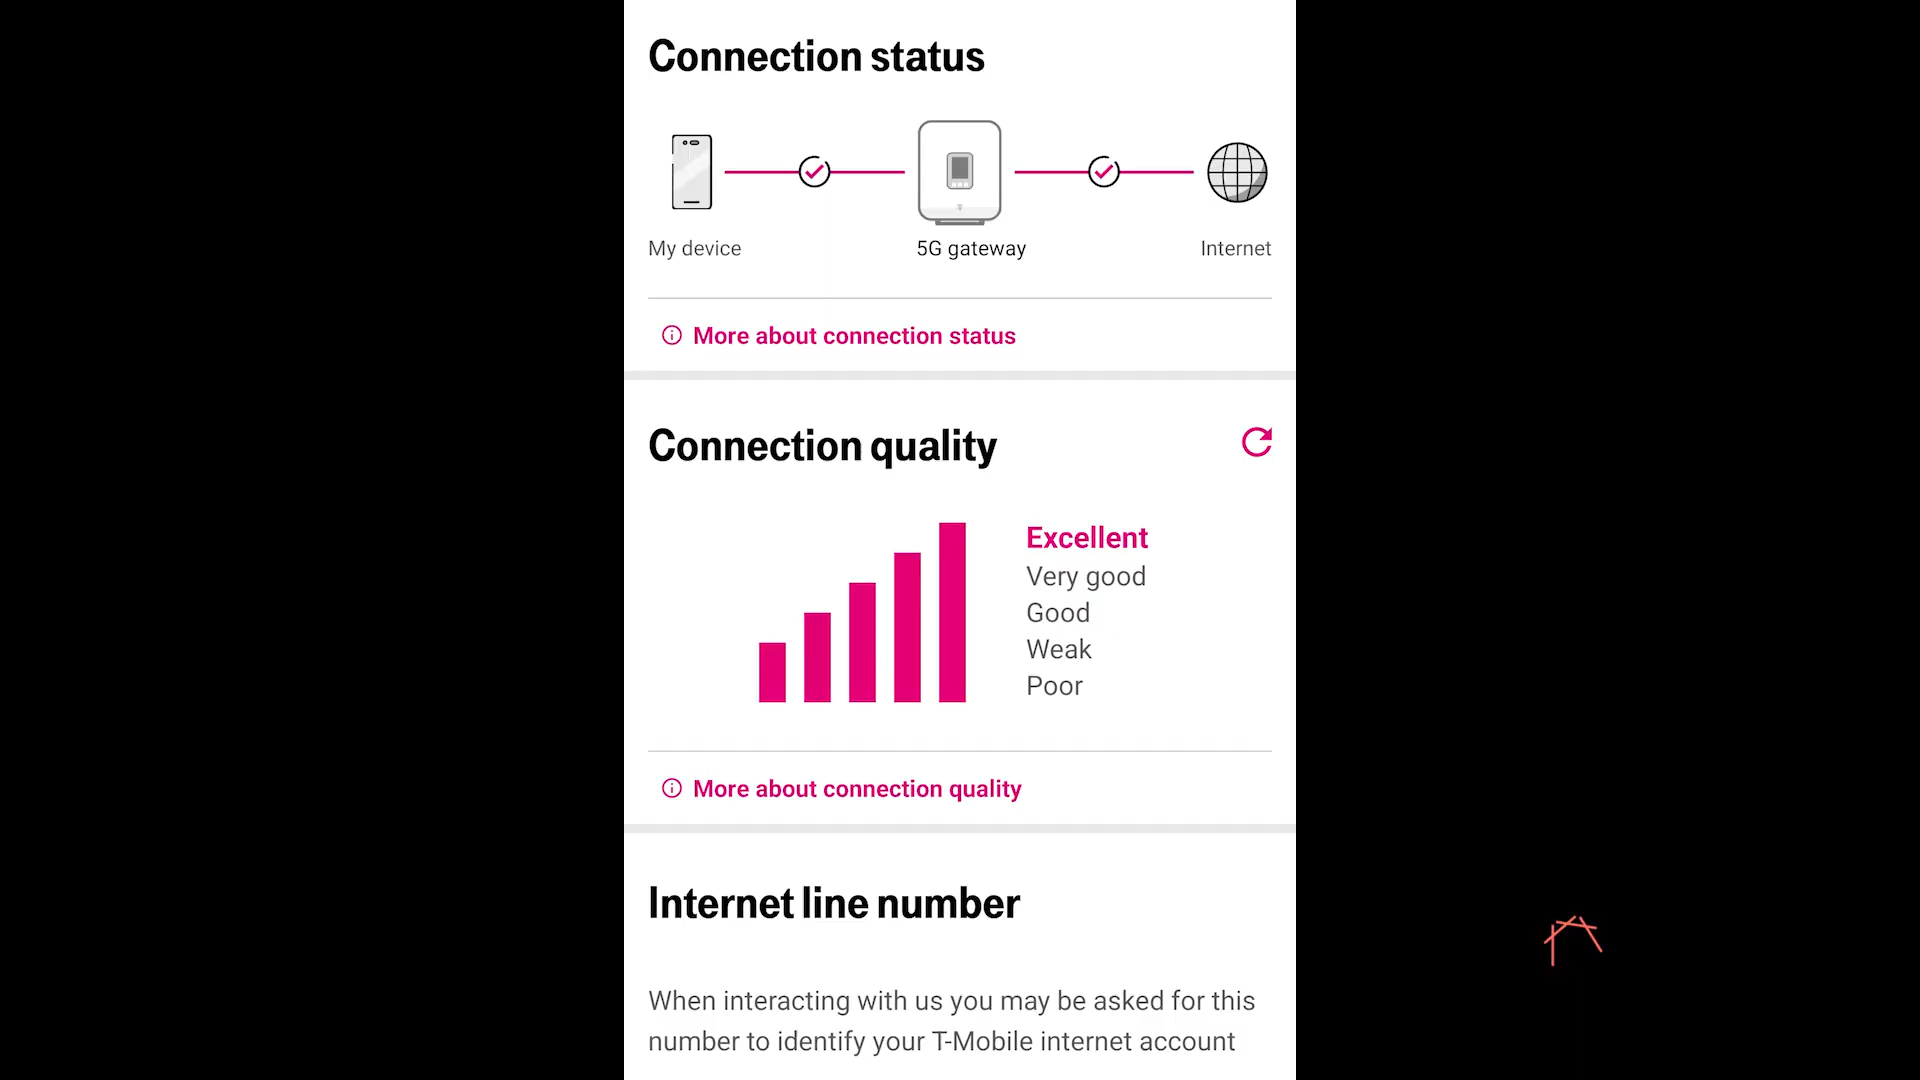 Connection status
My device
5G gateway
Internet
More about connection status
Connection quality
Excellent
Very good
Good
Weak
Poor
More about connection quality
Internet line number
When interacting with us you may be asked for this
number to identify your T-Mobile internet account